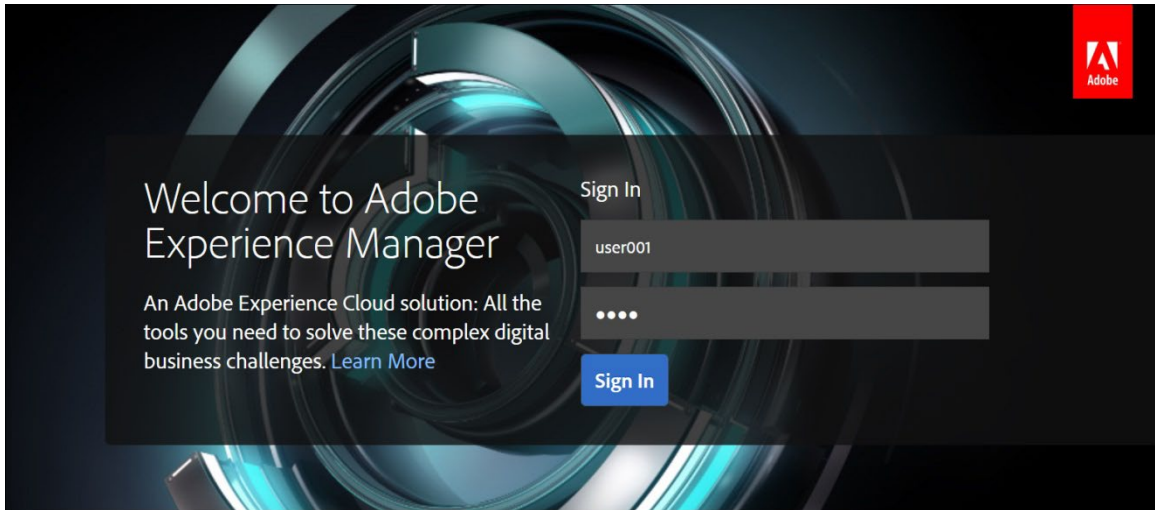 Adobe
Welcome to Adobe
Experience Manager
An Adobe Experience Cloud solution: All the
tools you need to solve these complex digital
business challenges. Learn More
Sign In
user001
••••
Sign In